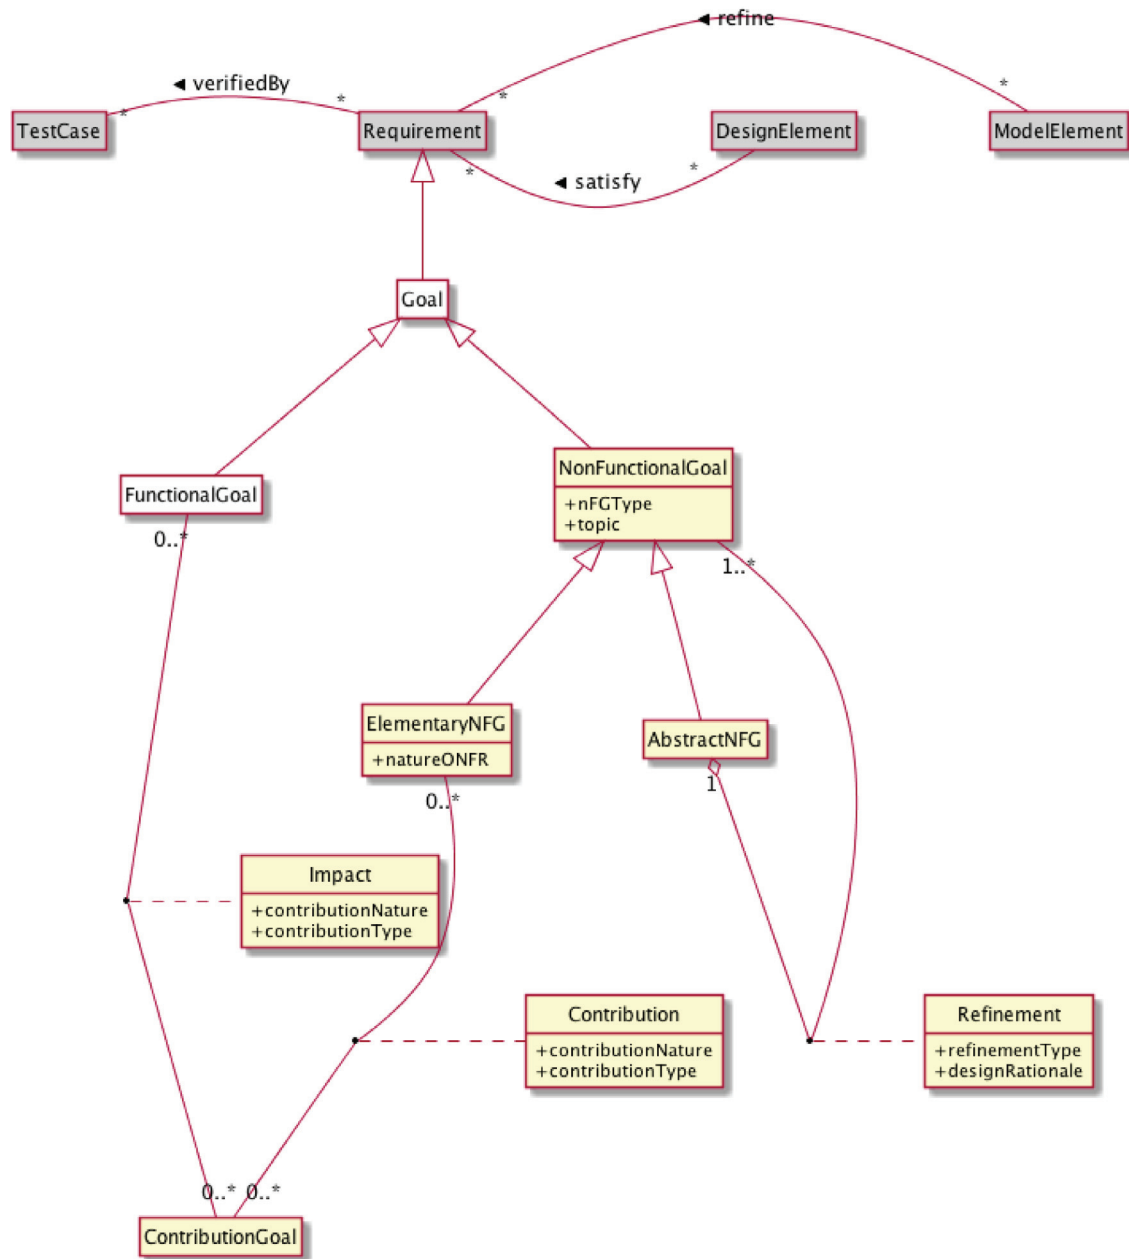 ◄ refine
◄ verifiedBy
* * * *
TestCase Requirement DesignElement ModelElement
* *
◄ satisfy
Goal
FunctionalGoal
0..*
NonFunctionalGoal
+nFGType
+topic
1..*
ElementaryNFG
+natureONFR
0..*
AbstractNFG
1
Impact
+contributionNature
+contributionType
Contribution
+contributionNature
+contributionType
Refinement
+refinementType
+designRationale
0..* 0..*
ContributionGoal